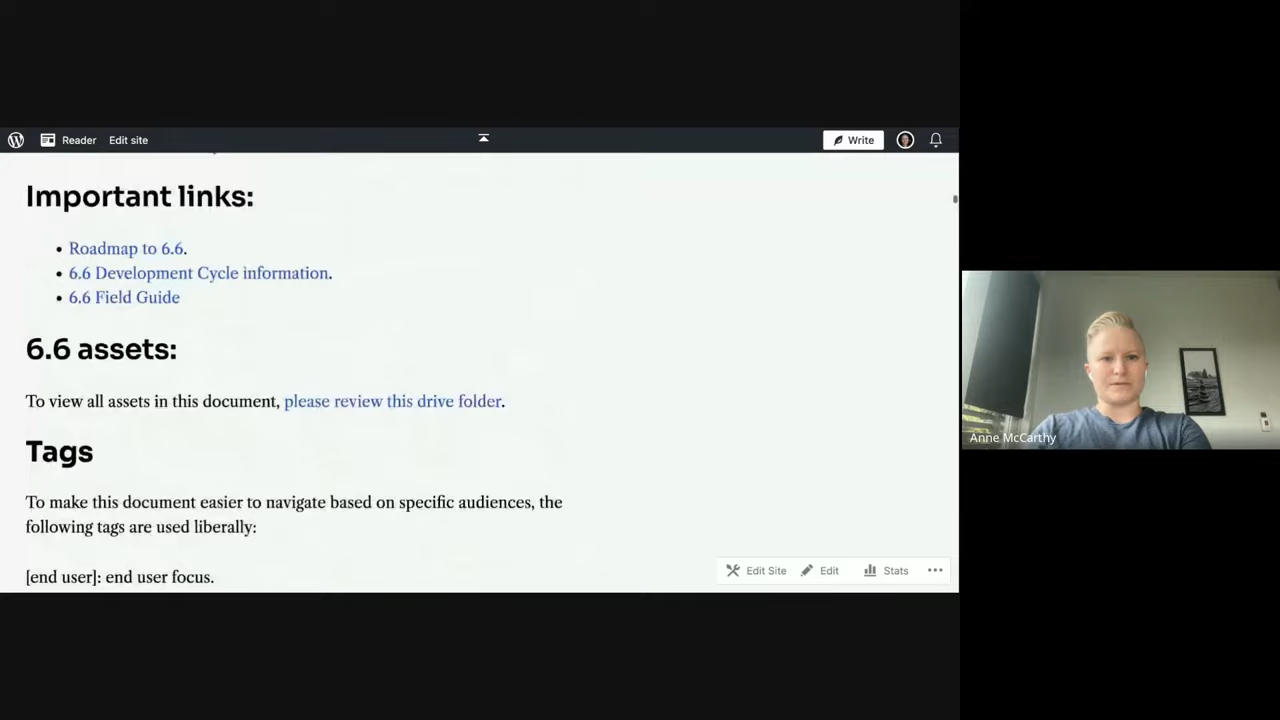 Reader Edit site Write
Important links:
• Roadmap to 6.6.
• 6.6 Development Cycle information.
• 6.6 Field Guide
6.6 assets:
To view all assets in this document, please review this drive folder.
Tags
To make this document easier to navigate based on specific audiences, the
following tags are used liberally:
[end user]: end user focus.
Edit Site Edit Stats
Anne McCarthy